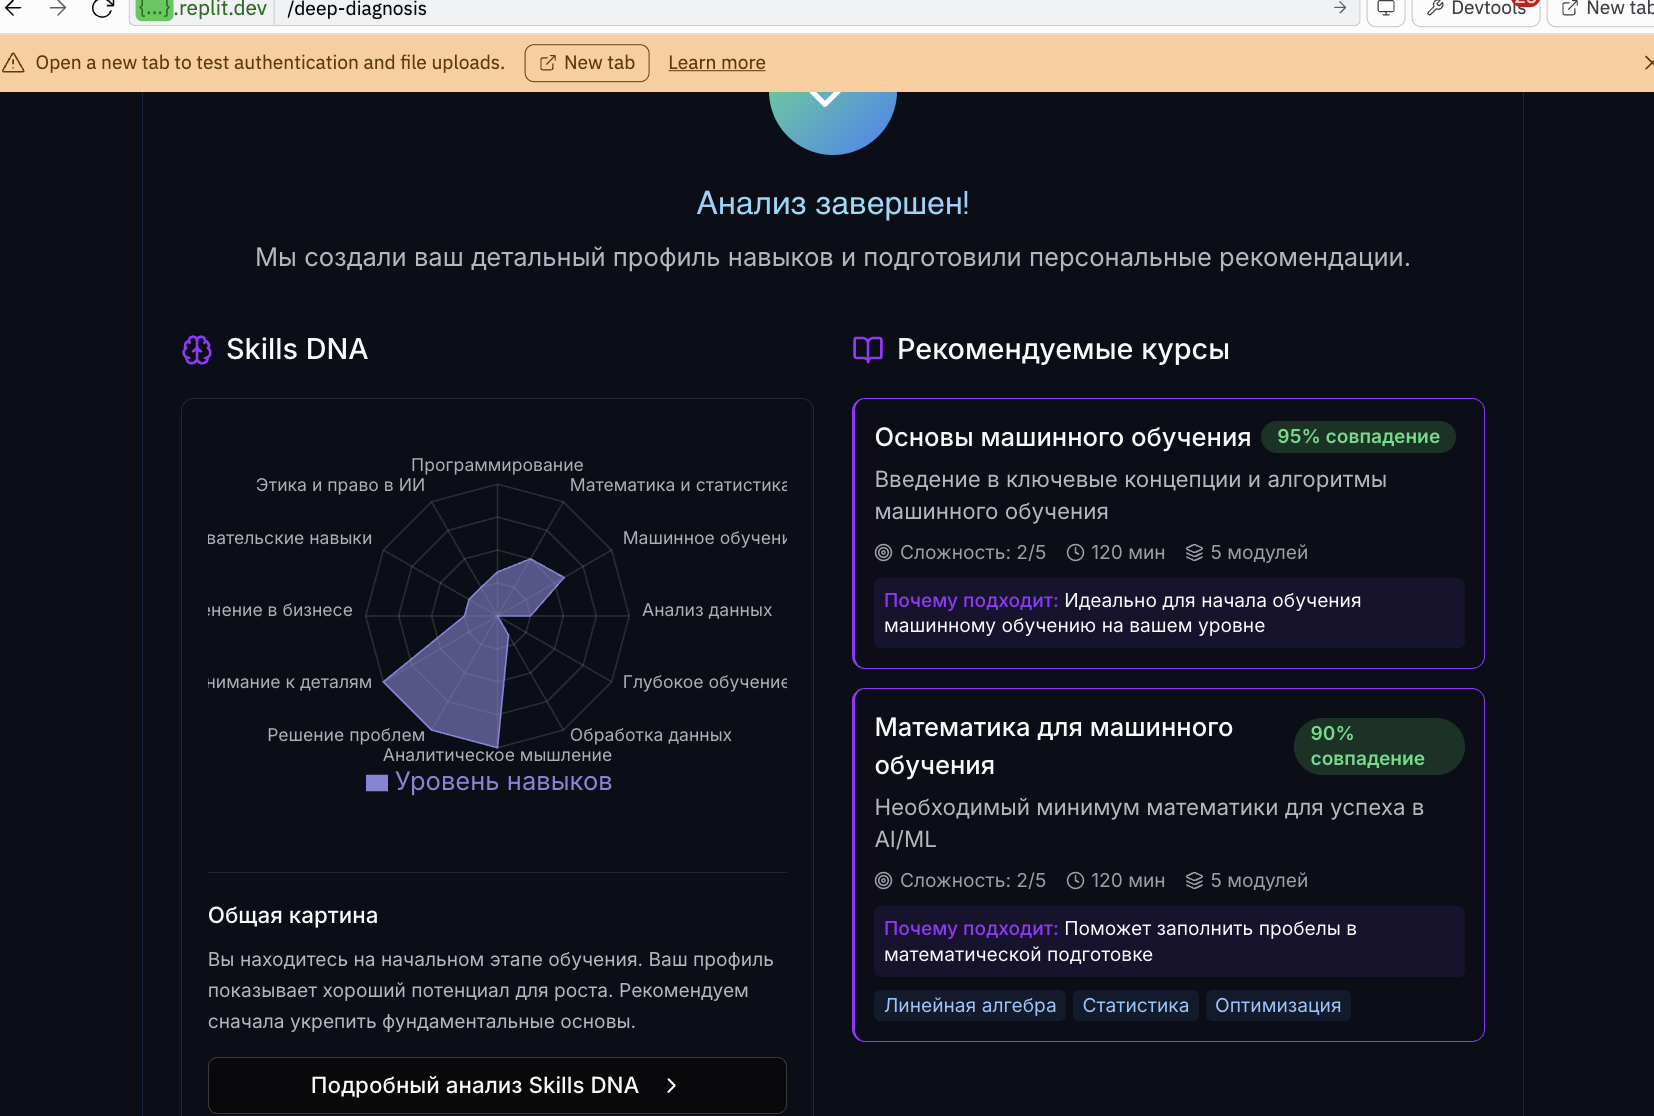 {...}.replit.dev /deep-diagnosis
Devtools
New tab
Open a new tab to test authentication and file uploads.
New tab
Learn more
Анализ завершен!
Мы создали ваш детальный профиль навыков и подготовили персональные рекомендации.
Skills DNA
Программирование
Этика и право в ИИ
Математика и статистика
вательские навыки
Машинное обучени
нение в бизнесе
Анализ данных
нимание к деталям
Глубокое обучение
Решение проблем
Обработка данных
Аналитическое мышление
Уровень навыков
Общая картина
Вы находитесь на начальном этапе обучения. Ваш профиль
показывает хороший потенциал для роста. Рекомендуем
сначала укрепить фундаментальные основы.
Подробный анализ Skills DNA
Рекомендуемые курсы
Основы машинного обучения
95% совпадение
Введение в ключевые концепции и алгоритмы
машинного обучения
Сложность: 2/5 120 мин 5 модулей
Почему подходит: Идеально для начала обучения
машинному обучению на вашем уровне
Математика для машинного
обучения
90%
совпадение
Необходимый минимум математики для успеха в
AI/ML
Сложность: 2/5 120 мин 5 модулей
Почему подходит: Поможет заполнить пробелы в
математической подготовке
Линейная алгебра Статистика Оптимизация